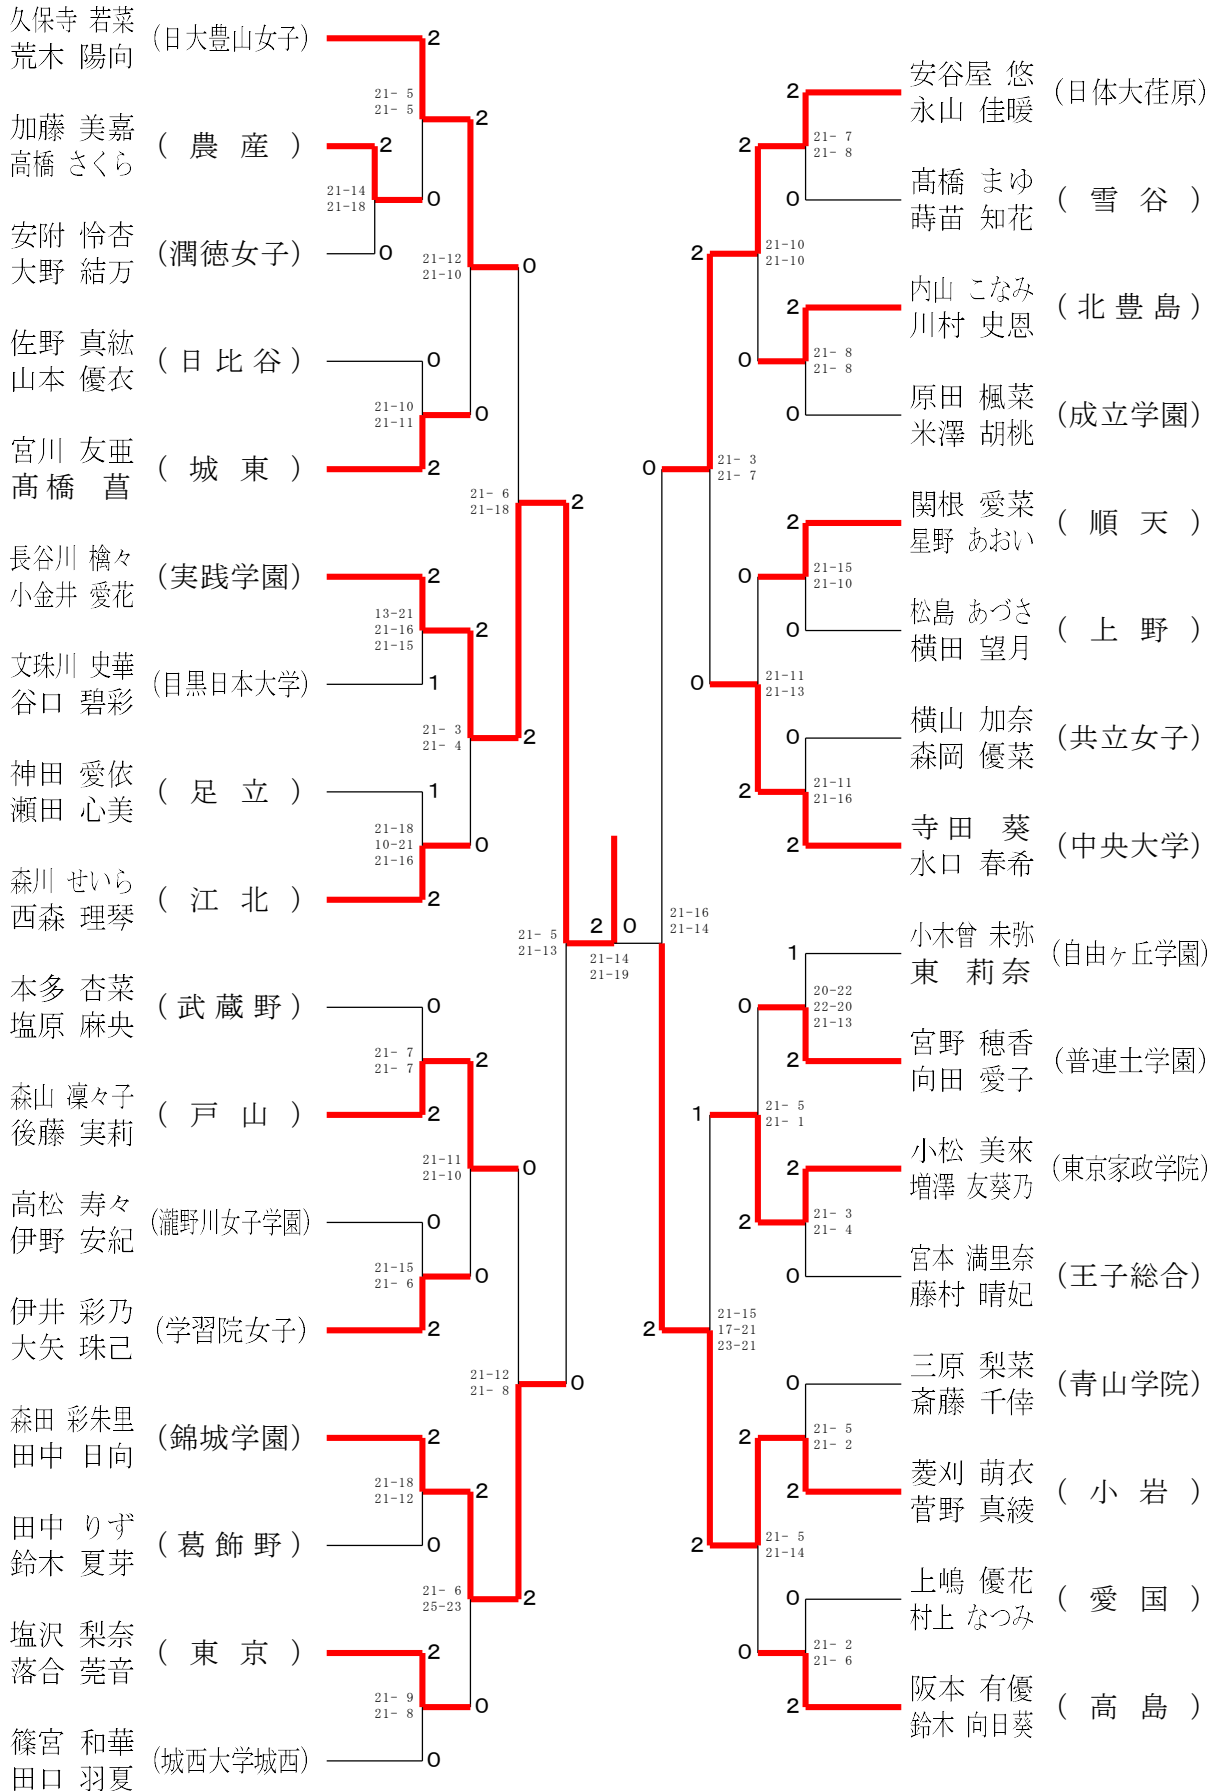 久保寺 若菜
荒木 陽向
(日大豊山女子)
2
21- 5
21- 5
2
加藤 美嘉
高橋 さくら
( 農 産 )
2
21-14
21-18
0
安附 怜杏
大野 結万
(潤徳女子)
0
21-12
21-10
0
佐野 真紘
山本 優衣
( 日 比 谷 )
0
21-10
21-11
0
宮川 友亜
髙橋 菖
( 城 東 )
2
21- 6
21-18
2
長谷川 檎々
小金井 愛花
(実践学園)
2
13-21
21-16
21-15
2
文珠川 史華
谷口 碧彩
(目黒日本大学)
1
21- 3
21- 4
2
神田 愛依
瀬田 心美
( 足 立 )
1
21-18
10-21
21-16
0
森川 せいら
西森 理琴
( 江 北 )
2
21- 5
21-13
2
0
21-14
21-19
本多 杏菜
塩原 麻央
( 武 蔵 野 )
0
21- 7
21- 7
2
森山 凜々子
後藤 実莉
( 戸 山 )
2
21-11
21-10
0
高松 寿々
伊野 安紀
(瀧野川女子学園)
0
21-15
21- 6
0
伊井 彩乃
大矢 珠己
(学習院女子)
2
21-12
21- 8
0
森田 彩朱里
田中 日向
(錦城学園)
2
21-18
21-12
2
田中 りず
鈴木 夏芽
( 葛 飾 野 )
0
21- 6
25-23
2
塩沢 梨奈
落合 莞音
( 東 京 )
2
21- 9
21- 8
0
篠宮 和華
田口 羽夏
(城西大学城西)
0
2
安谷屋 悠
永山 佳暖
(日体大荏原)
2
21- 7
21- 8
0
髙橋 まゆ
蒔苗 知花
( 雪 谷 )
2
21-10
21-10
2
内山 こなみ
川村 史恩
( 北 豊 島 )
0
21- 8
21- 8
0
原田 楓菜
米澤 胡桃
(成立学園)
0
21- 3
21- 7
2
関根 愛菜
星野 あおい
( 順 天 )
0
21-15
21-10
0
松島 あづさ
横田 望月
( 上 野 )
0
21-11
21-13
0
横山 加奈
森岡 優菜
(共立女子)
2
21-11
21-16
2
寺田 葵
水口 春希
(中央大学)
21-16
21-14
1
小木曾 未弥
東 莉奈
(自由ヶ丘学園)
0
20-22
22-20
21-13
2
宮野 穂香
向田 愛子
(普連土学園)
1
21- 5
21- 1
2
小松 美來
増澤 友葵乃
(東京家政学院)
2
21- 3
21- 4
0
宮本 満里奈
藤村 晴妃
(王子総合)
2
21-15
17-21
23-21
0
三原 梨菜
斎藤 千倖
(青山学院)
2
21- 5
21- 2
2
菱刈 萌衣
菅野 真綾
( 小 岩 )
2
21- 5
21-14
0
上嶋 優花
村上 なつみ
( 愛 国 )
0
21- 2
21- 6
2
阪本 有優
鈴木 向日葵
( 高 島 )